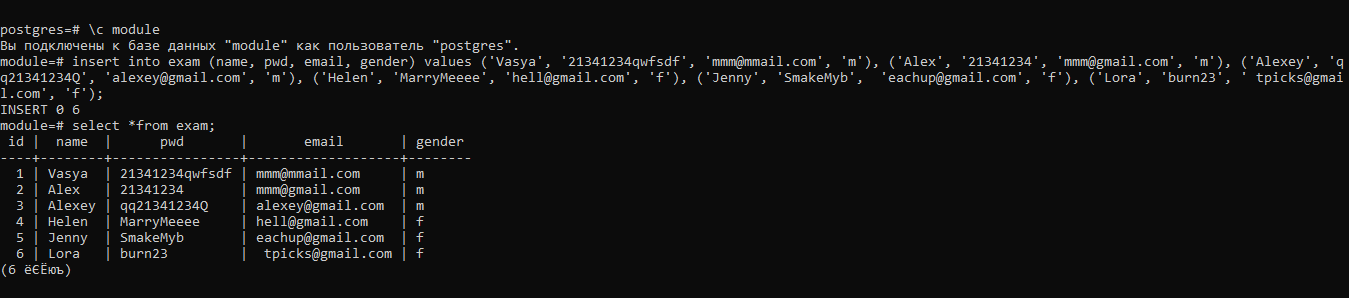 postgres=# \c module
Вы подключены к базе данных "module" как пользователь "postgres".
module=# insert into exam (name, pwd, email, gender) values ('Vasya', '21341234qwfsdf', 'mmm@mmail.com', 'm'), ('Alex', '21341234', 'mmm@gmail.com', 'm'), ('Alexey', 'q
q21341234Q', 'alexey@gmail.com', 'm'), ('Helen', 'MarryMeeee', 'hell@gmail.com', 'f'), ('Jenny', 'SmakeMyb',  'eachup@gmail.com', 'f'), ('Lora', 'burn23', ' tpicks@gmai
l.com', 'f');
INSERT 0 6
module=# select *from exam;
 id |  name  |      pwd       |       email       | gender
----+--------+----------------+-------------------+--------
  1 | Vasya  | 21341234qwfsdf | mmm@mmail.com     | m
  2 | Alex   | 21341234       | mmm@gmail.com     | m
  3 | Alexey | qq21341234Q    | alexey@gmail.com  | m
  4 | Helen  | MarryMeeee     | hell@gmail.com    | f
  5 | Jenny  | SmakeMyb       | eachup@gmail.com  | f
  6 | Lora   | burn23         |  tpicks@gmail.com | f
(6 ёЄЁюъ)